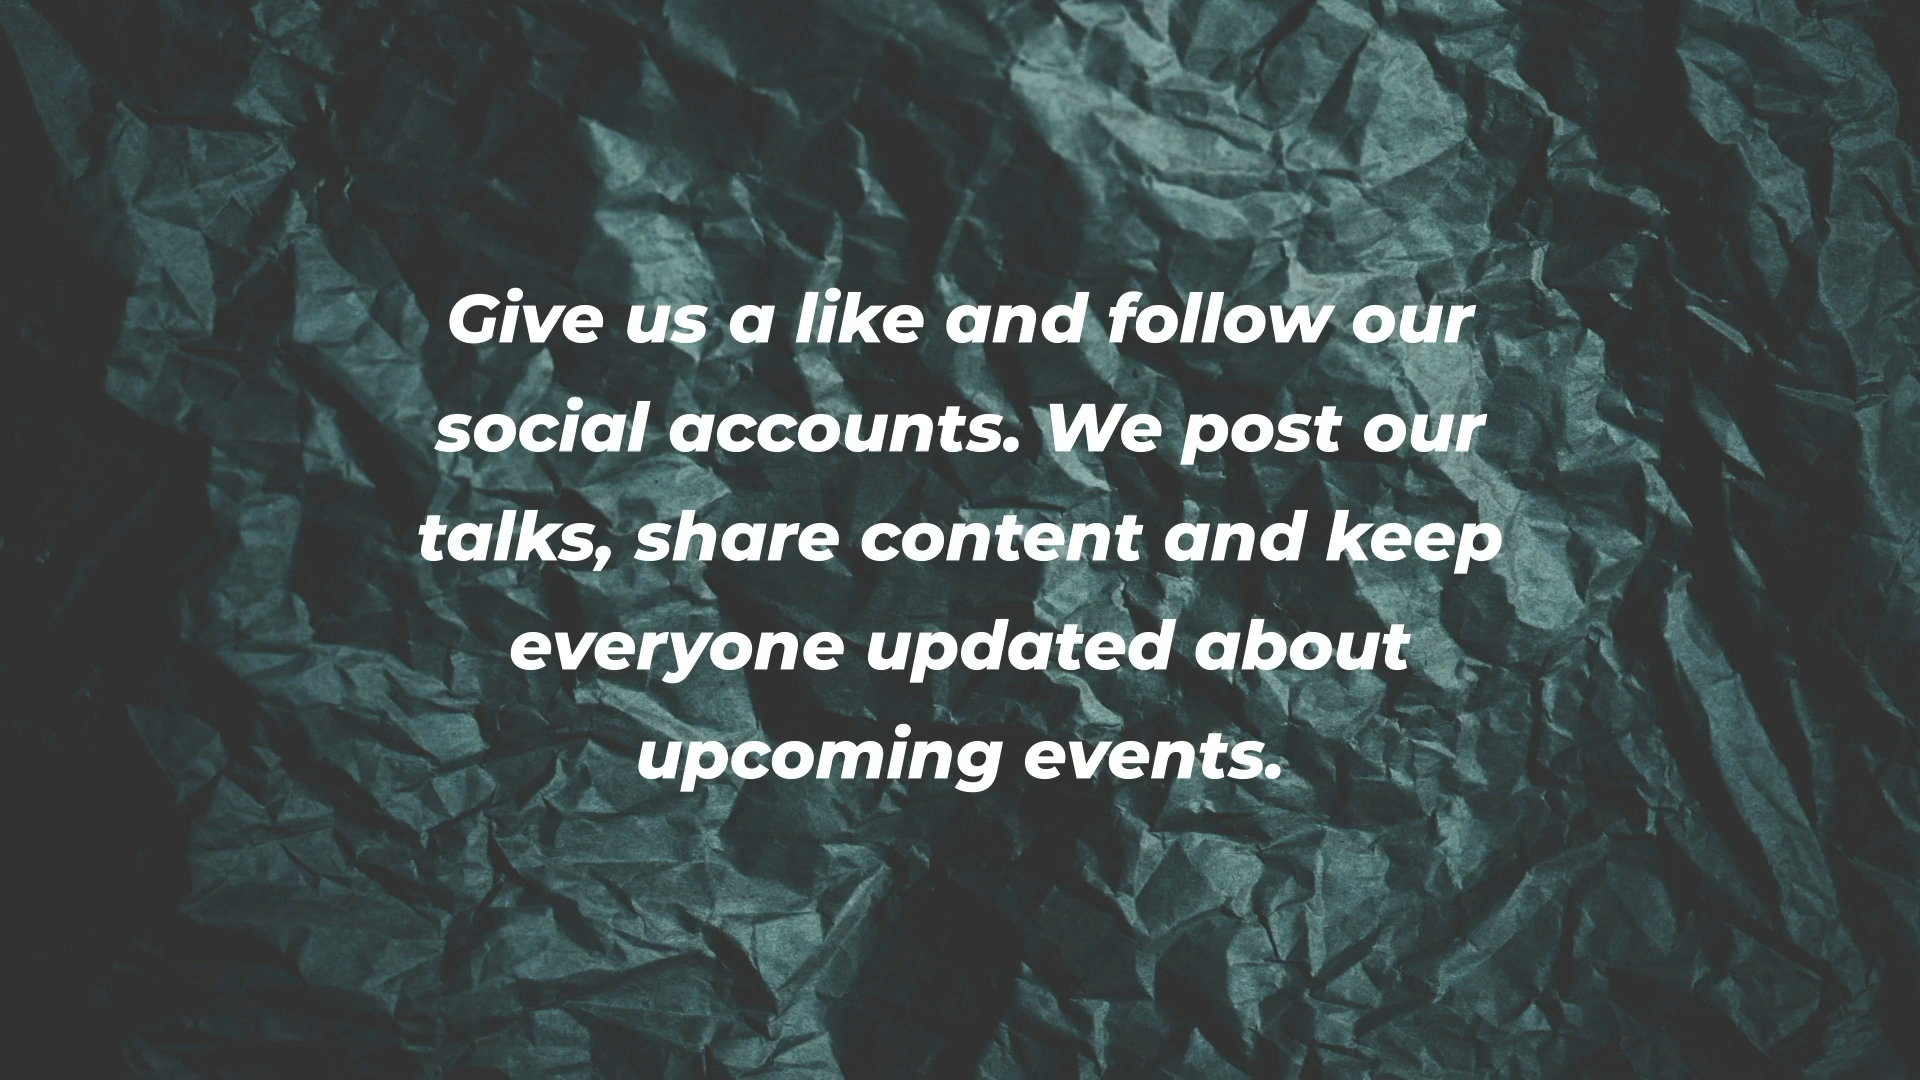 Give us a like and follow our
social accounts. We post our
talks, share content and keep
everyone updated about
upcoming events.